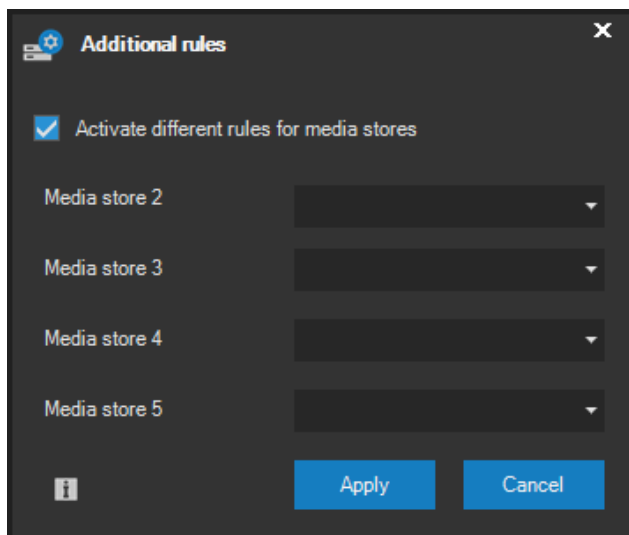 Additional rules
Activate different rules for media stores
Media store 2
Media store 3
Media store 4
Media store 5
Apply
Cancel